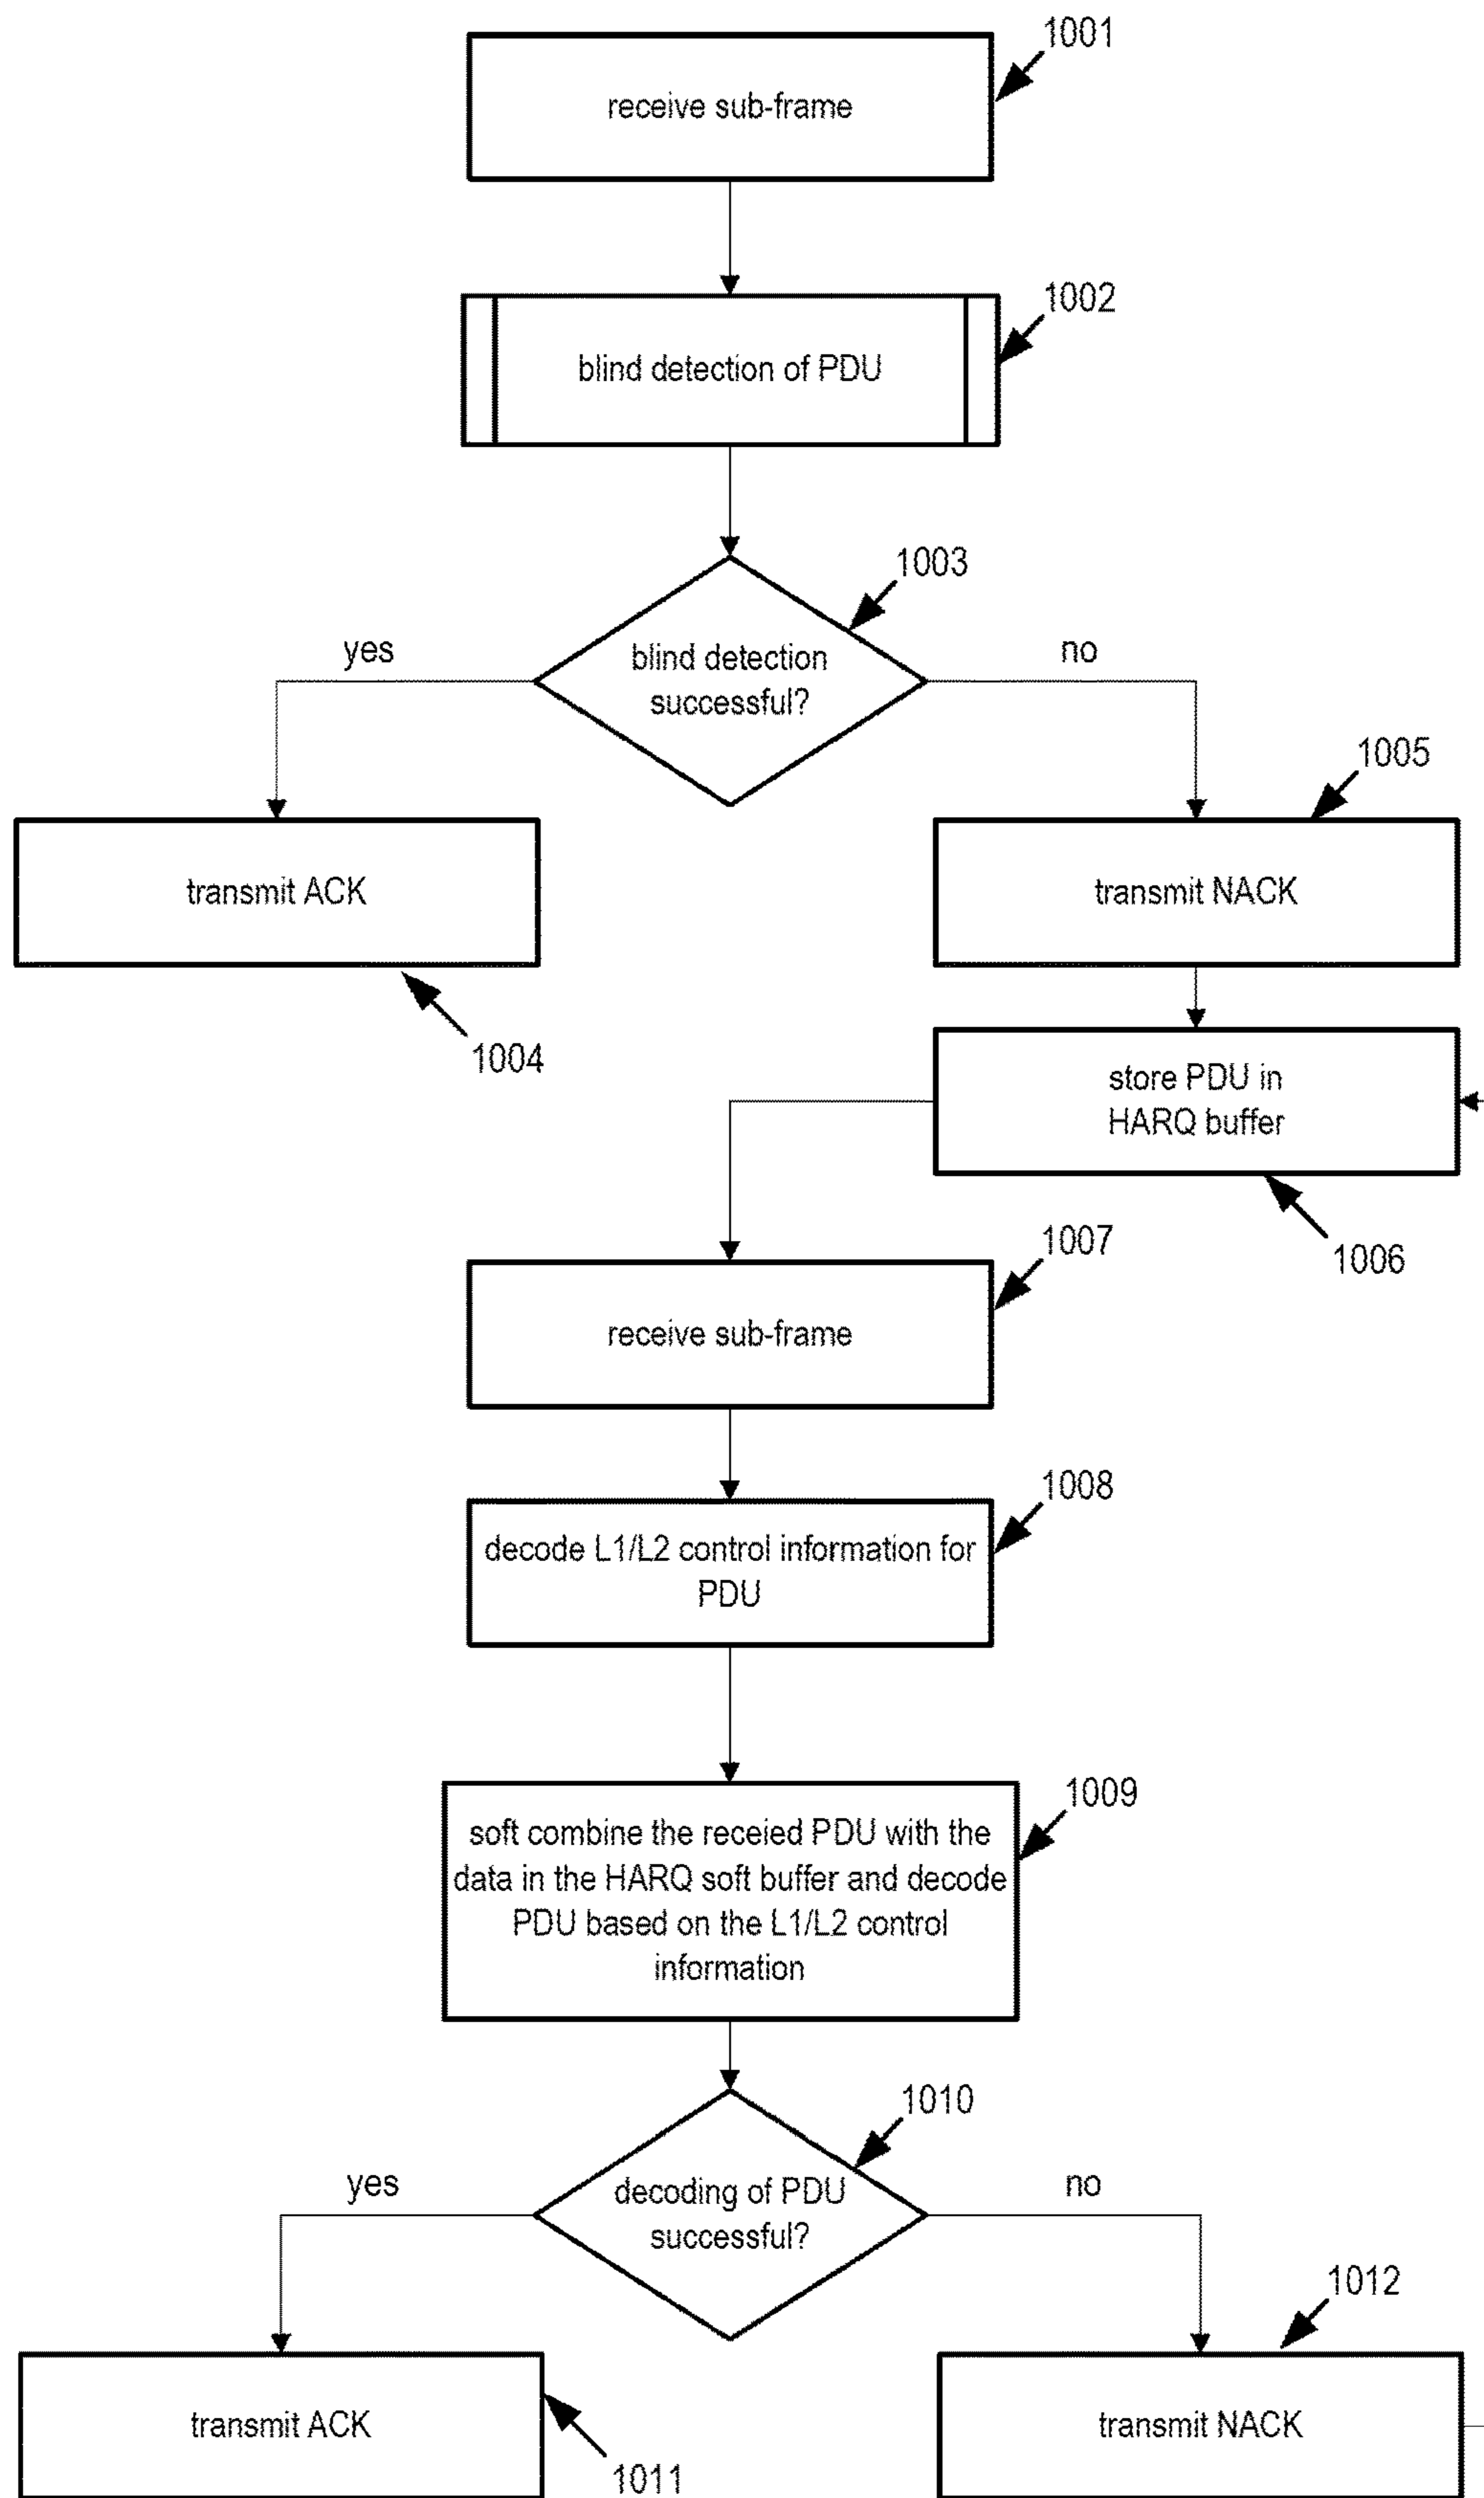 1001
receive sub-frame
1002
blind detection of PDU
1003
blind detection
successful?
yes
no
1005
transmit ACK
transmit NACK
1004
store PDU in
HARQ buffer
1006
1007
receive sub-frame
1008
decode L1/L2 control information for
PDU
1009
soft combine the receied PDU with the
data in the HARQ soft buffer and decode
PDU based on the L1/L2 control
information
1010
decoding of PDU
successful?
yes
no
1012
transmit ACK
transmit NACK
1011